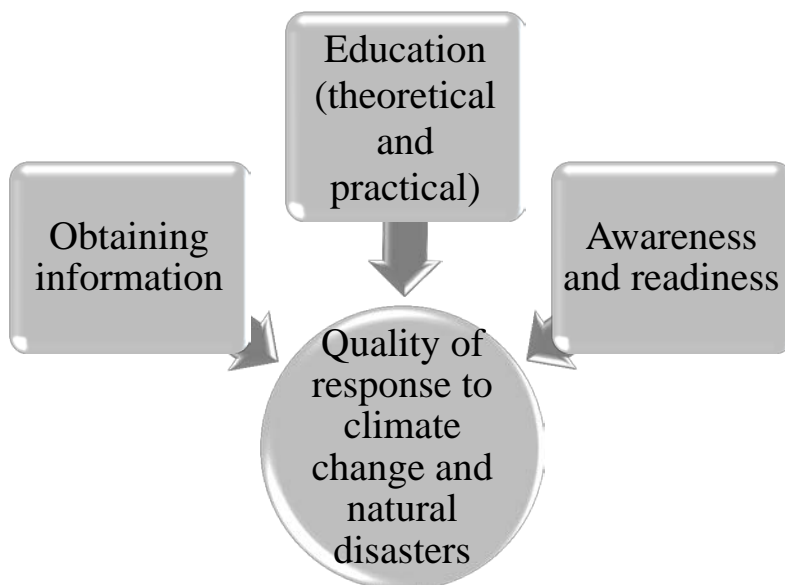 Education
(theoretical
and
practical)
Obtaining
information
Awareness
and readiness
Quality of
response to
climate
change and
natural
disasters